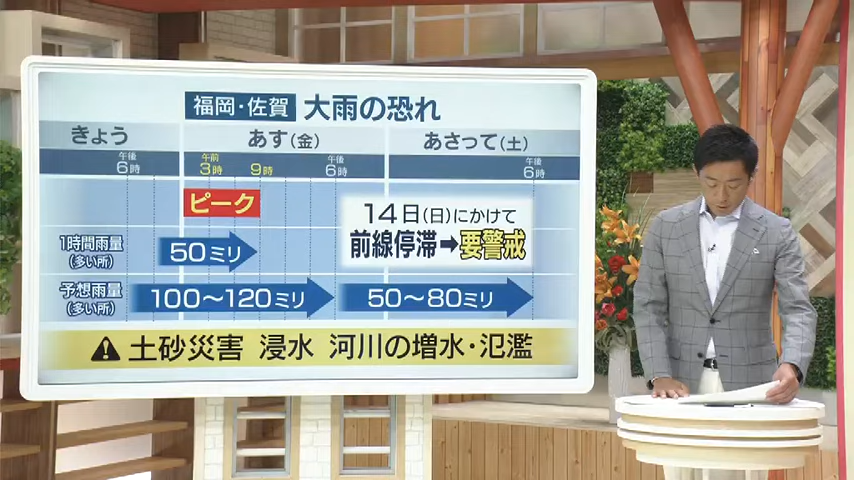 福岡・佐賀 大雨の恐れ
きょう あす(金) あさって(土)
午後6時 午前3時 9時 午後6時 午後6時
ピーク
14日(日)にかけて
前線停滞➡要警戒
1時間雨量(多い所) 50ミリ
予想雨量(多い所) 100～120ミリ 50～80ミリ
土砂災害 浸水 河川の増水・氾濫